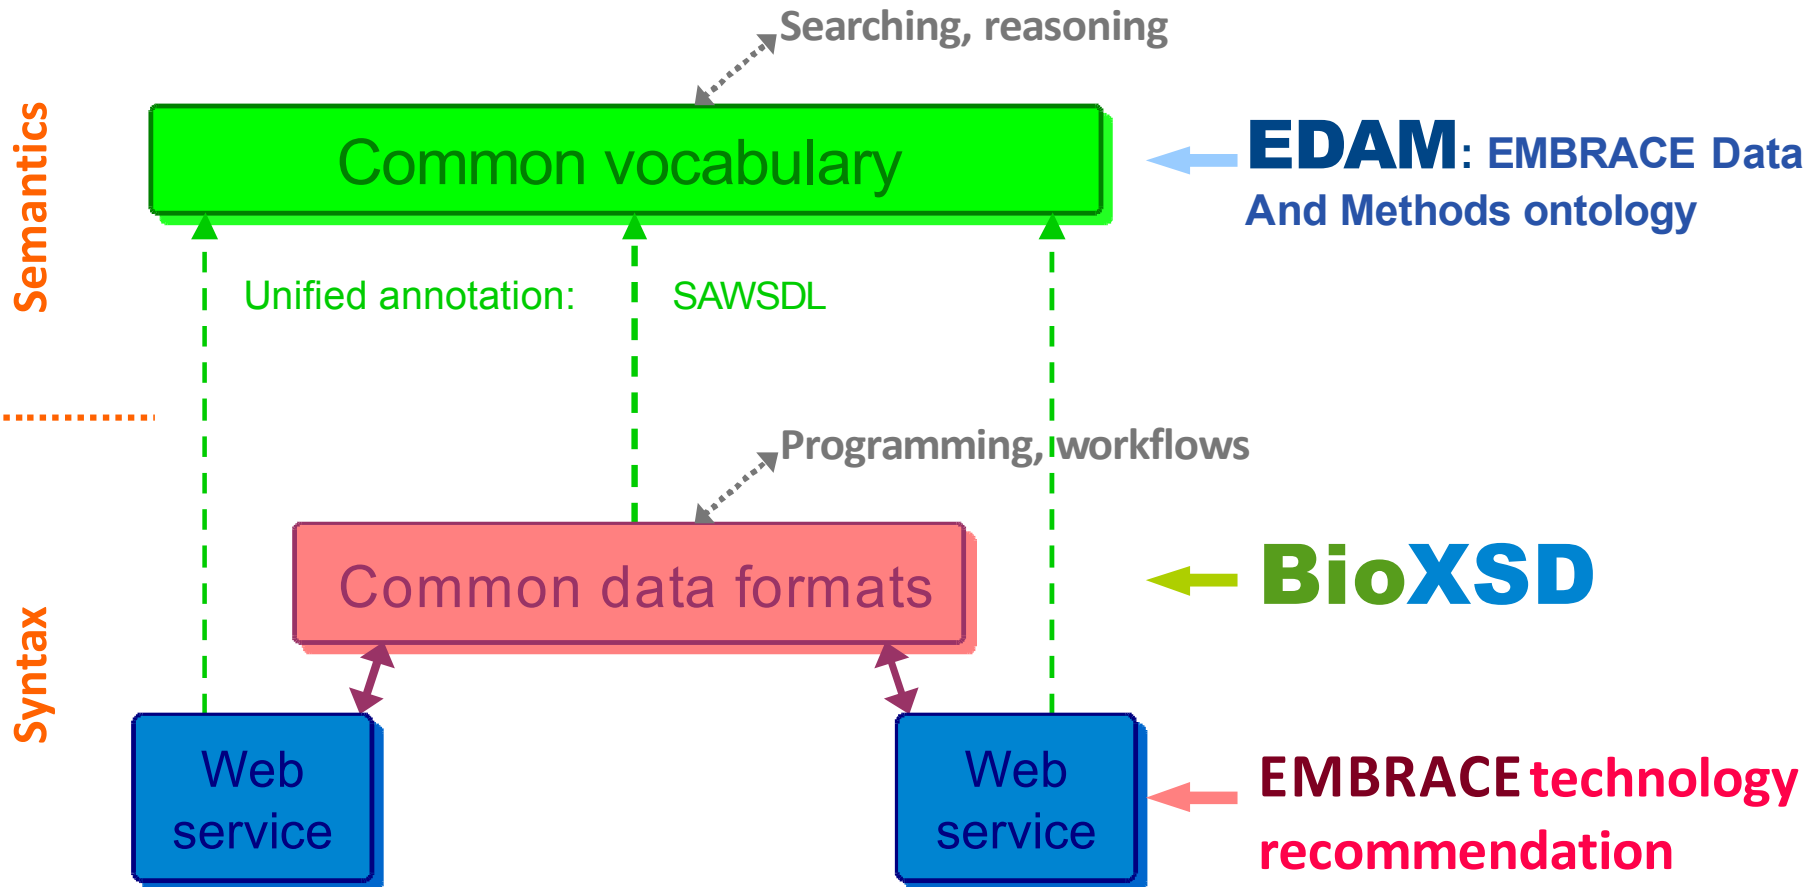 Searching, reasoning
Semantics
Common vocabulary
EDAM: EMBRACE Data
And Methods ontology
Unified annotation: SAWSDL
Programming, workflows
Common data formats
BioXSD
Syntax
Web
service
Web
service
EMBRACE technology
recommendation